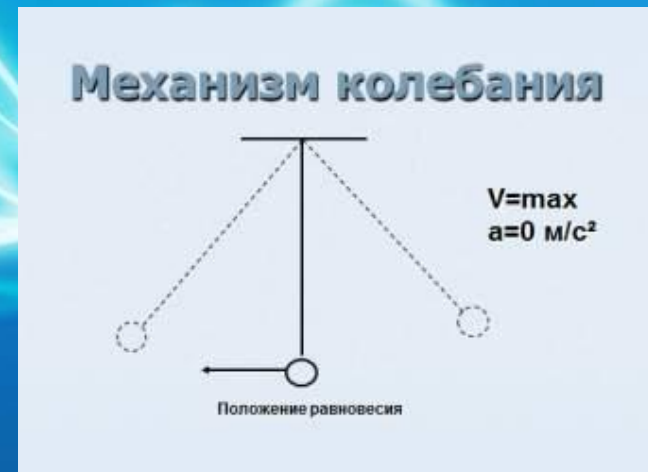 Механизм колебания
V=max
a=0 м/с²
Положение равновесия